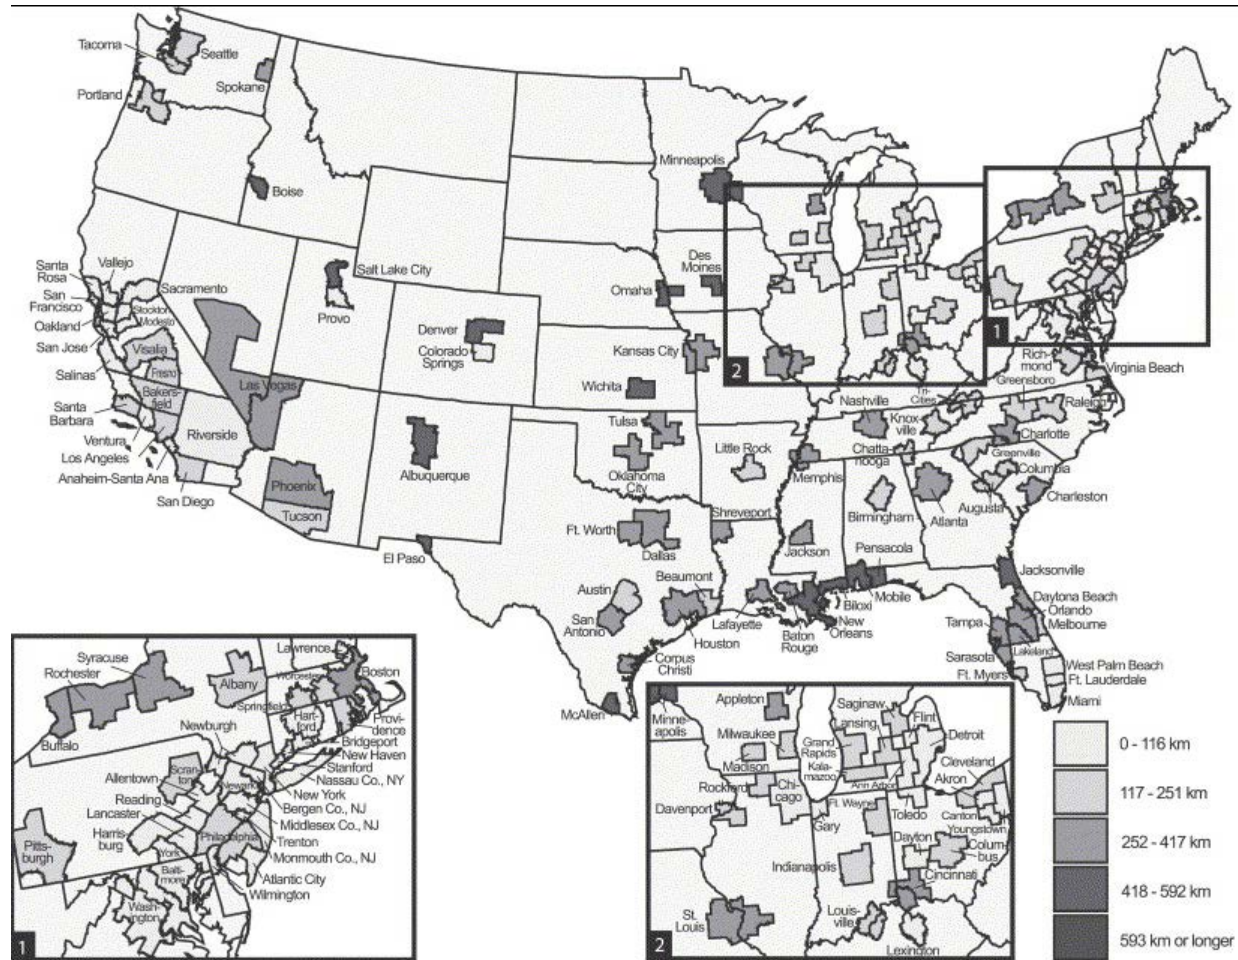 Tacoma
Seattle
Spokane
Portland
Boise
Minneapolis
Santa
Rosa
Vallejo
San
Francisco
Sacramento
Oakland
Stockton
Modesto
San Jose
Visalia
Salinas
Fresno
Bakers-
field
Santa
Barbara
Ventura
Los Angeles
Riverside
Anaheim-Santa Ana
San Diego
Las Vegas
Salt Lake City
Provo
Denver
Colorado
Springs
Phoenix
Tucson
Albuquerque
El Paso
Des
Moines
Omaha
Kansas City
Wichita
Tulsa
Oklahoma
City
Little Rock
Ft. Worth
Dallas
Shreveport
Austin
San
Antonio
Beaumont
Houston
Corpus
Christi
McAllen
Lafayette
Baton
Rouge
New
Orleans
Biloxi
Mobile
Pensacola
Jackson
Memphis
Nashville
Knox-
ville
Chatta-
nooga
Tri-
Cities
Birmingham
Atlanta
Augusta
Greenville
Columbia
Charleston
Charlotte
Raleigh
Greensboro
Rich-
mond
Virginia Beach
Jacksonville
Daytona Beach
Orlando
Melbourne
Tampa
Lakeland
Sarasota
Ft. Myers
West Palm Beach
Ft. Lauderdale
Miami
1
2
Syracuse
Rochester
Buffalo
Albany
Lawrence
Worcester
Boston
Springfield
Hart-
ford
Provi-
dence
Newburgh
Bridgeport
New Haven
Stanford
Nassau Co., NY
New York
Bergen Co., NJ
Middlesex Co., NJ
Trenton
Monmouth Co., NJ
Atlantic City
Wilmington
Allentown
Scran-
ton
Newark
Reading
Lancaster
Harris-
burg
York
Philadelphia
Balti-
more
Wash-
ington
Pitts-
burgh
1
Minne-
apolis
Appleton
Milwaukee
Madison
Rockford
Chi-
cago
Davenport
Saginaw
Lansing
Flint
Grand
Rapids
Kala-
mazoo
Ann Arbor
Detroit
Cleveland
Akron
Canton
Youngstown
Toledo
Ft. Wayne
Gary
Dayton
Colum-
bus
Indianapolis
Cincinnati
St.
Louis
Louis-
ville
Lexington
2
0 - 116 km
117 - 251 km
252 - 417 km
418 - 592 km
593 km or longer